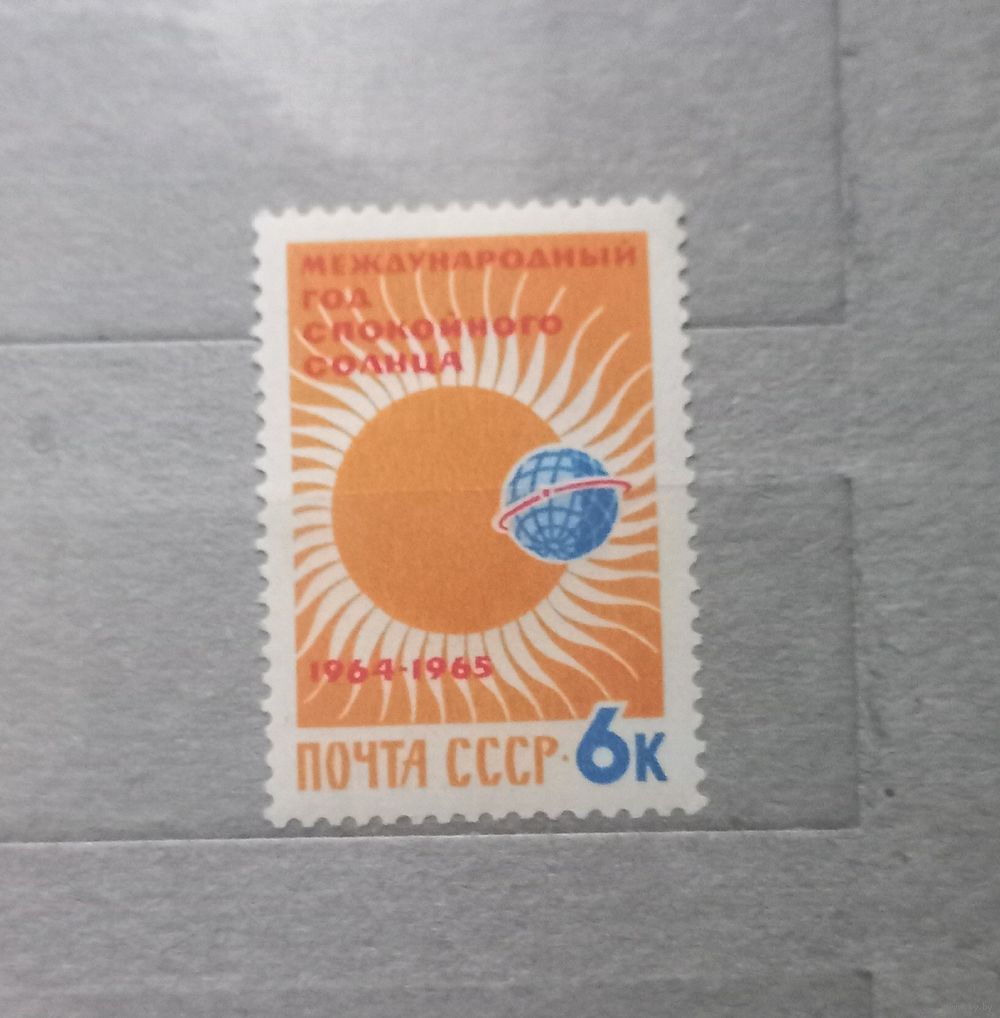 МЕЖДУНАРОДНЫЙ
ГОД
СПОКОЙНОГО
СОЛНЦА
1964-1965
ПОЧТА СССР·6к